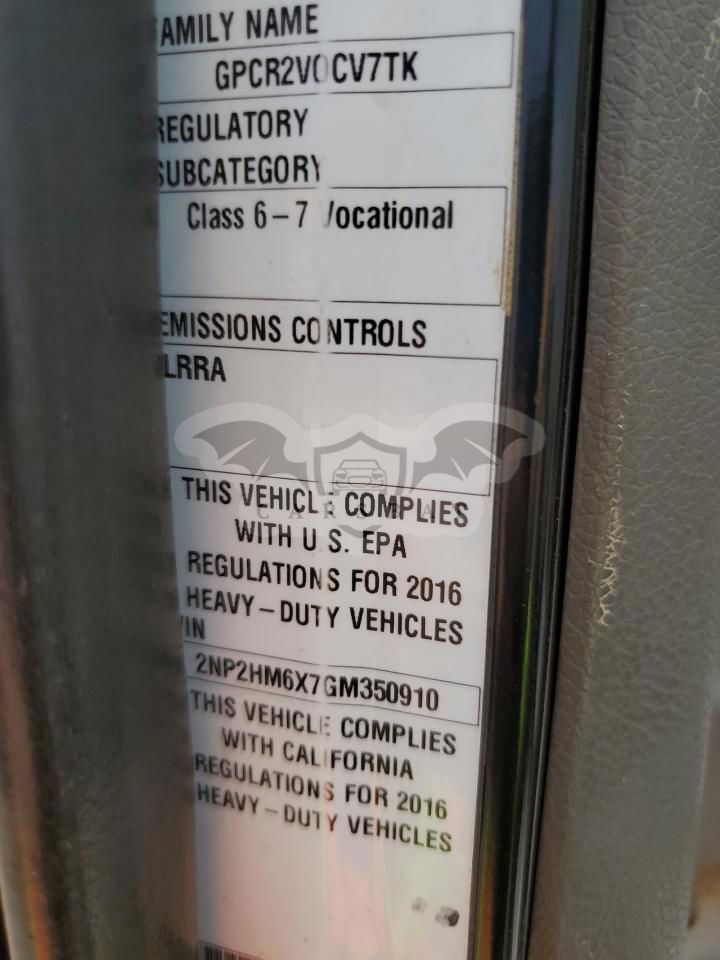 FAMILY NAME
GPCR2VOCV7TK
REGULATORY
SUBCATEGORY
Class 6-7 Vocational
EMISSIONS CONTROLS
LRRA
THIS VEHICLE COMPLIES
WITH U.S. EPA
REGULATIONS FOR 2016
HEAVY-DUTY VEHICLES
VIN
2NP2HM6X7GM350910
THIS VEHICLE COMPLIES
WITH CALIFORNIA
REGULATIONS FOR 2016
HEAVY-DUTY VEHICLES